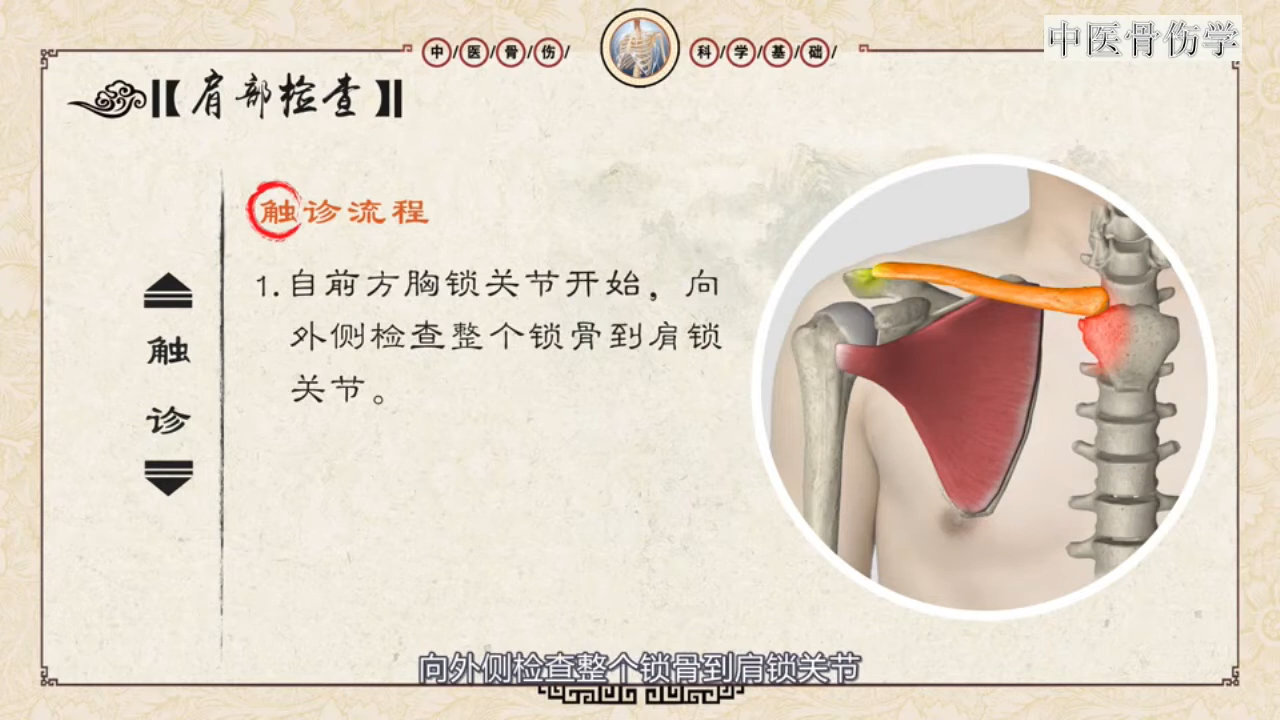 中/医/骨/伤/
科/学/基/础/
中医骨伤学
【肩部检查】
触诊流程
触诊
1.自前方胸锁关节开始，向
外侧检查整个锁骨到肩锁
关节。
向外侧检查整个锁骨到肩锁关节